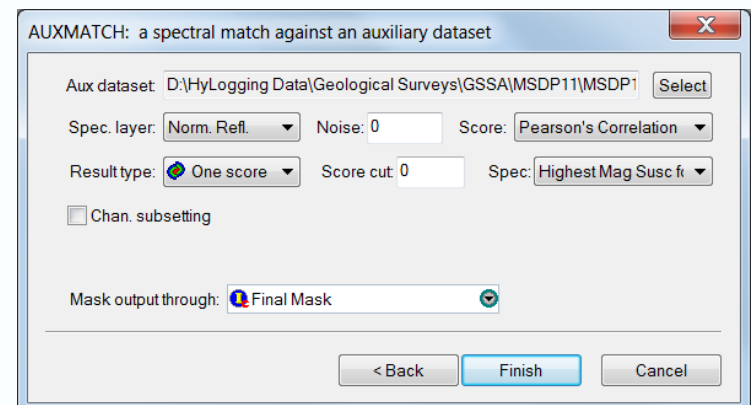 AUXMATCH: a spectral match against an auxiliary dataset
Aux dataset: D:\HyLogging Data\Geological Surveys\GSSA\MSDP11\MSDP1 Select
Spec. layer: Norm. Refl. Noise: 0 Score: Pearson's Correlation
Result type: One score Score cut: 0 Spec: Highest Mag Susc fo
Chan. subsetting
Mask output through: Final Mask
< Back Finish Cancel